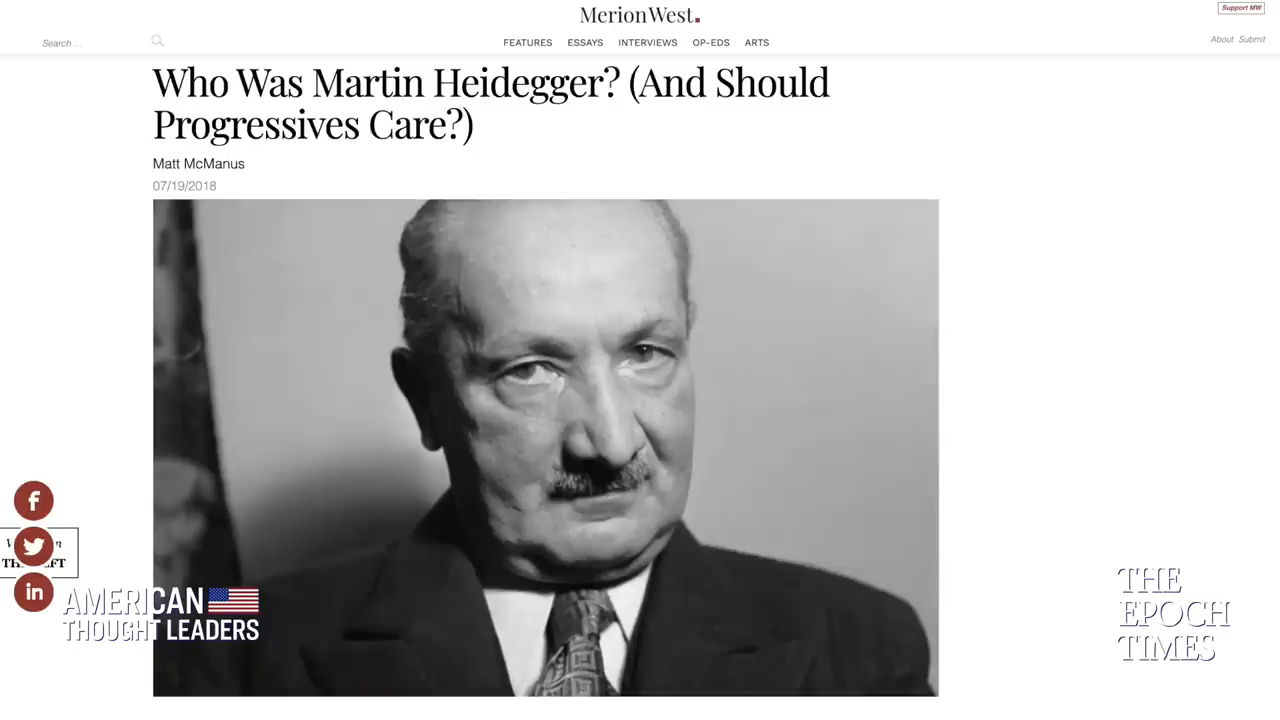 MerionWest.
Support MW
Search ...
FEATURES ESSAYS INTERVIEWS OP-EDS ARTS
About Submit
Who Was Martin Heidegger? (And Should
Progressives Care?)
Matt McManus
07/19/2018
f
in
AMERICAN
THOUGHT LEADERS
THE
EPOCH
TIMES